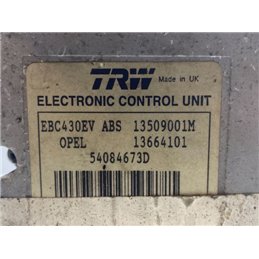 TRW
Made in UK
ELECTRONIC CONTROL UNIT
EBC430EV ABS 13509001M
OPEL 13664101
54084673D